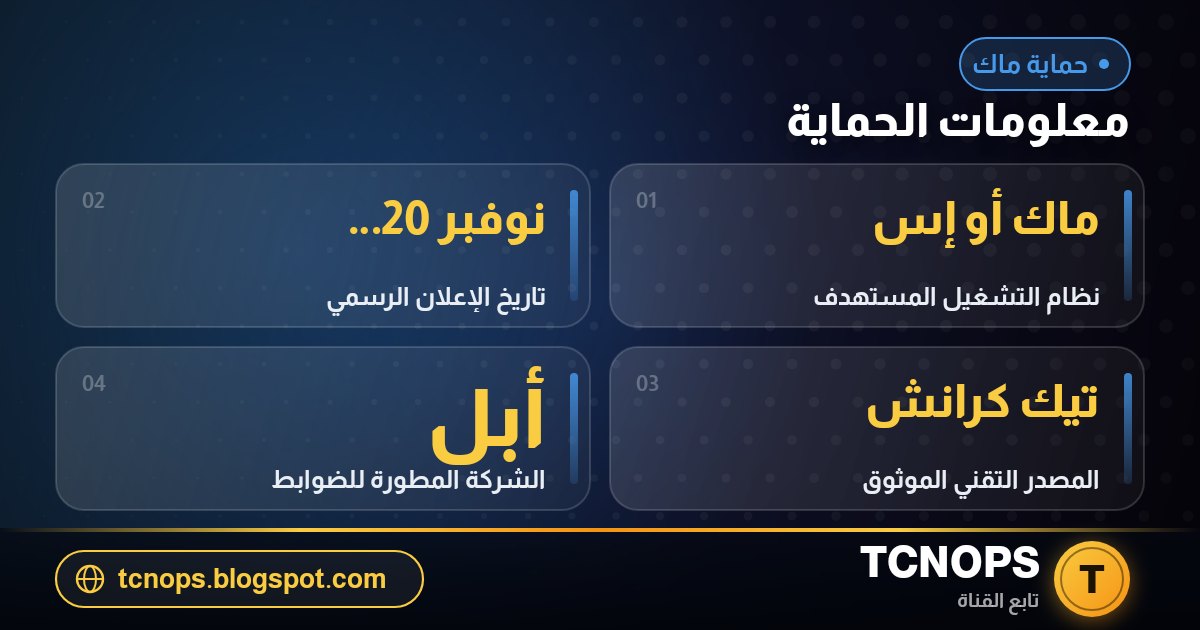 حماية ماك
معلومات الحماية
01
ماك أو إس
نظام التشغيل المستهدف
02
نوفبر 20...
تاريخ الإعلان الرسمي
03
تيك كرانش
المصدر التقني الموثوق
04
أبل
الشركة المطورة للضوابط
T
TCNOPS
تابع القناة
tcnops.blogspot.com